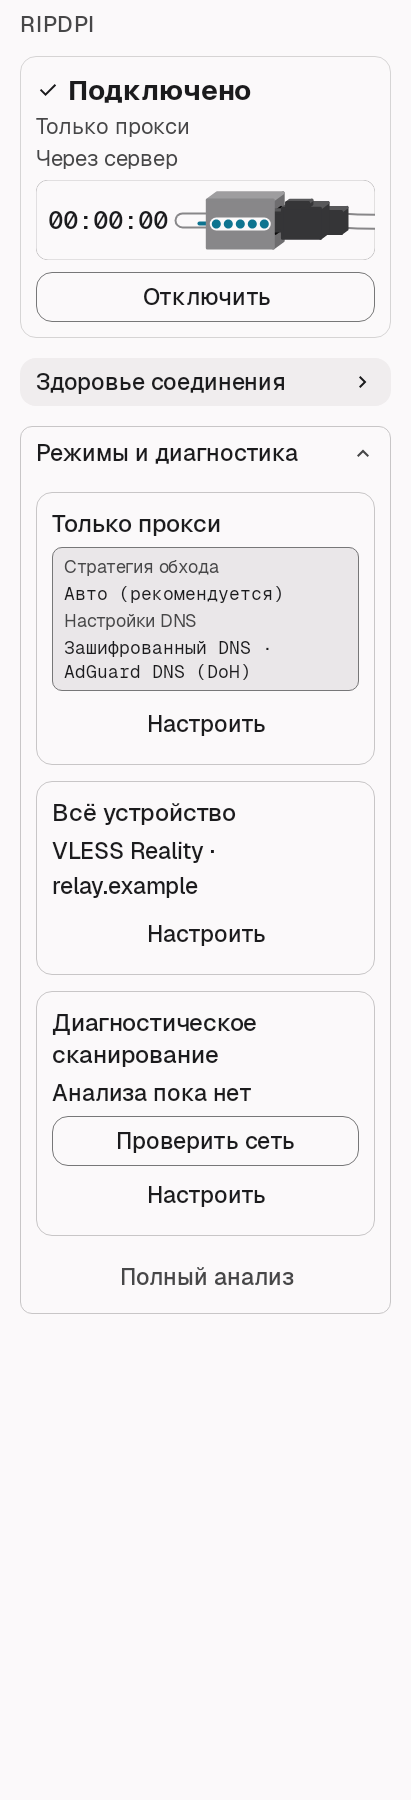 RIPDPI
Подключено
Только прокси
Через сервер
00:00:00
Отключить
Здоровье соединения
Режимы и диагностика
Только прокси
Стратегия обхода
Авто (рекомендуется)
Настройки DNS
Зашифрованный DNS ·
AdGuard DNS (DoH)
Настроить
Всё устройство
VLESS Reality ·
relay.example
Настроить
Диагностическое
сканирование
Анализа пока нет
Проверить сеть
Настроить
Полный анализ